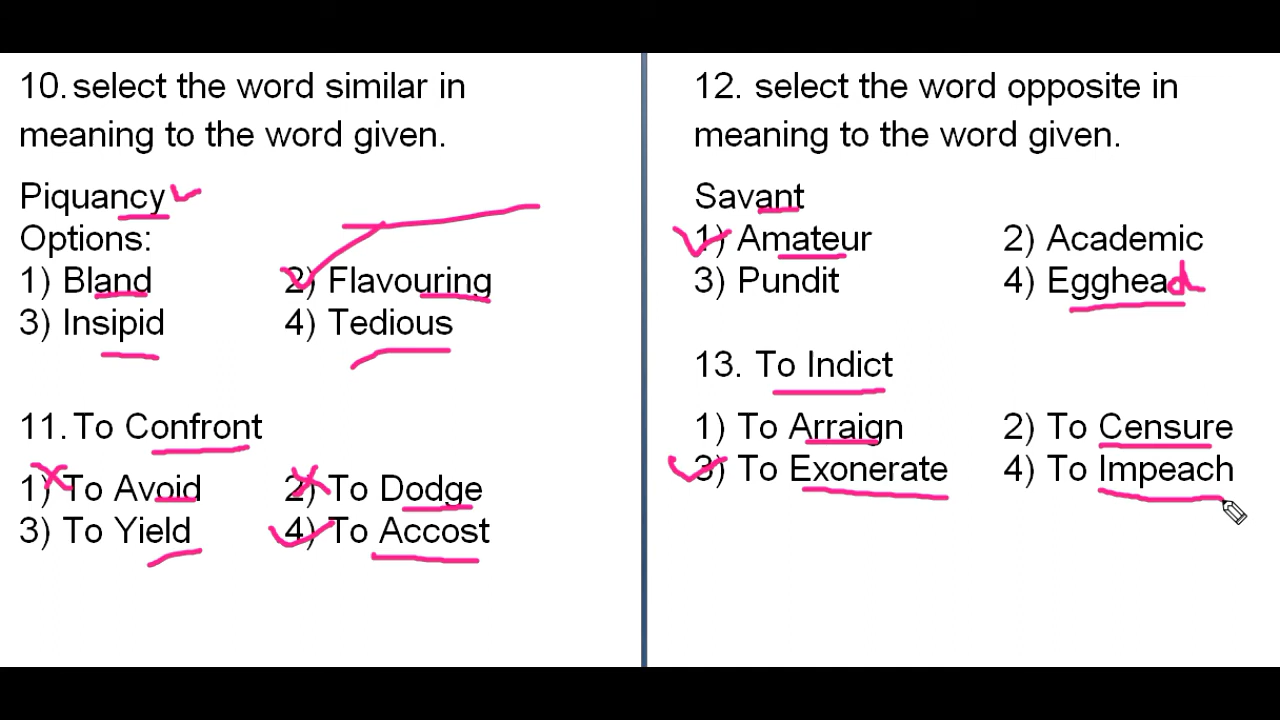 10. select the word similar in
meaning to the word given.
Piquancy
Options:
1) Bland 2) Flavouring
3) Insipid 4) Tedious
11. To Confront
1) To Avoid 2) To Dodge
3) To Yield 4) To Accost
12. select the word opposite in
meaning to the word given.
Savant
1) Amateur 2) Academic
3) Pundit 4) Egghead
13. To Indict
1) To Arraign 2) To Censure
3) To Exonerate 4) To Impeach